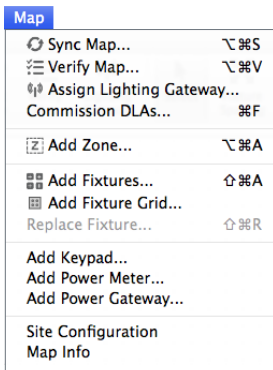 Map
Sync Map... ⌥⌘S
Verify Map... ⌥⌘V
Assign Lighting Gateway...
Commission DLAs... ⌘F
Z Add Zone... ⌥⌘A
Add Fixtures... ⇧⌘A
Add Fixture Grid...
Replace Fixture... ⇧⌘R
Add Keypad...
Add Power Meter...
Add Power Gateway...
Site Configuration
Map Info